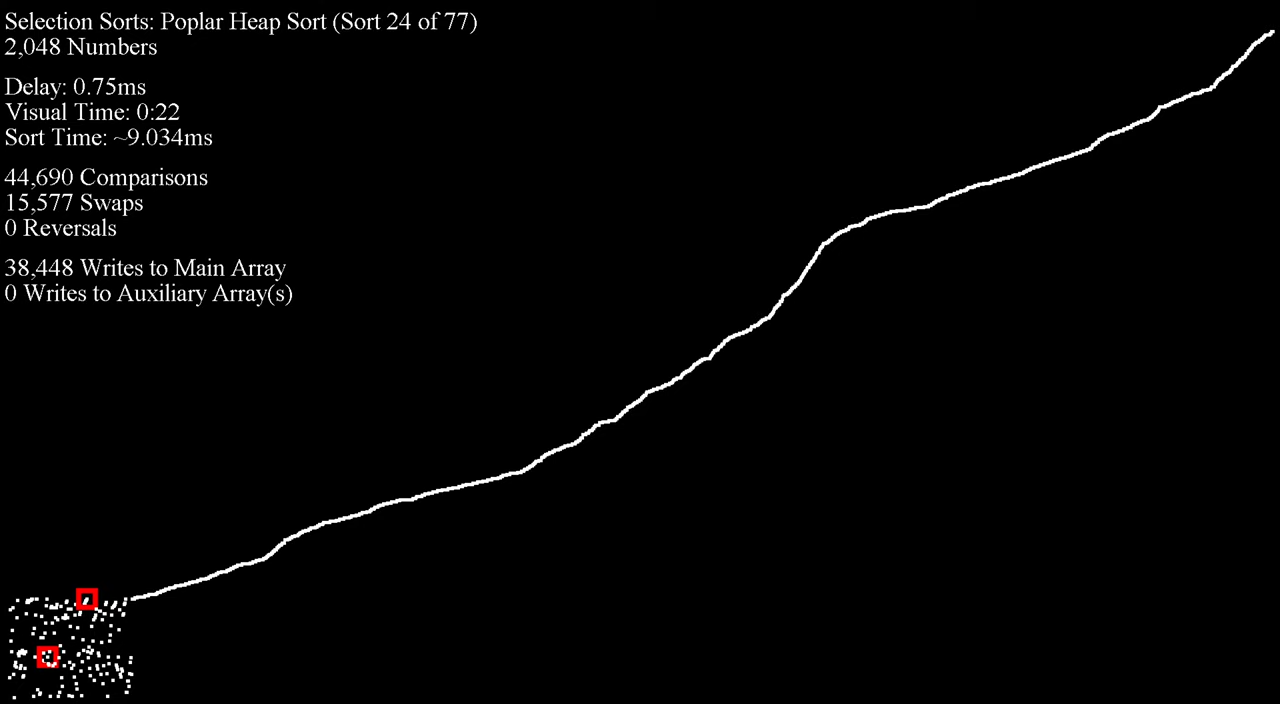 Selection Sorts: Poplar Heap Sort (Sort 24 of 77)
2,048 Numbers
Delay: 0.75ms
Visual Time: 0:22
Sort Time: ~9.034ms
44,690 Comparisons
15,577 Swaps
0 Reversals
38,448 Writes to Main Array
0 Writes to Auxiliary Array(s)